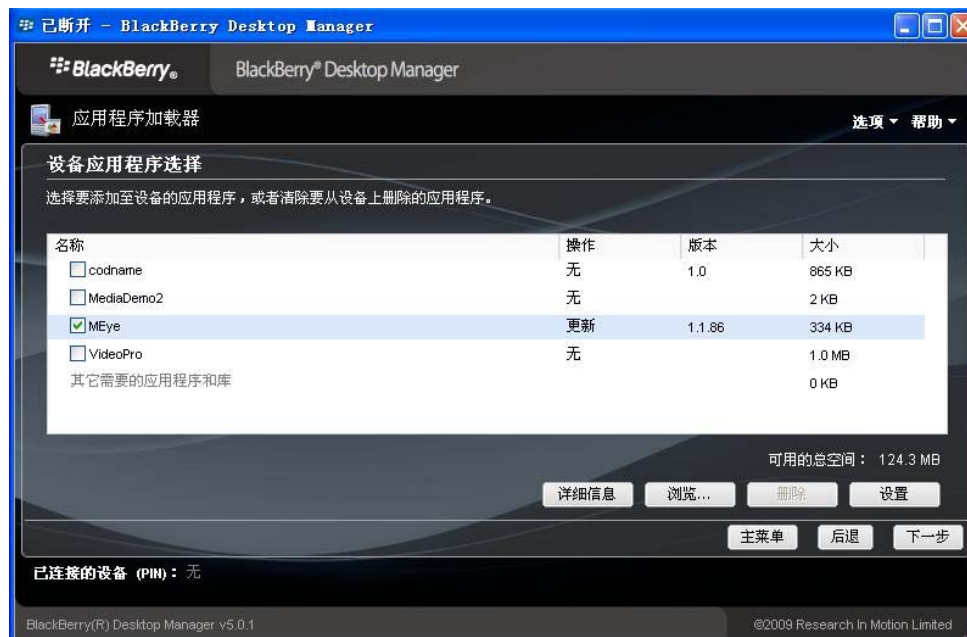 已断开 - BlackBerry Desktop Manager
BlackBerry® BlackBerry® Desktop Manager
应用程序加载器 选项 帮助
设备应用程序选择
选择要添加至设备的应用程序，或者清除要从设备上删除的应用程序。
名称 操作 版本 大小
codname 无 1.0 865 KB
MediaDemo2 无 2 KB
MEye 更新 1.1.86 334 KB
VideoPro 无 1.0 MB
其它需要的应用程序和库 0 KB
可用的总空间： 124.3 MB
详细信息 浏览... 删除 设置
主菜单 后退 下一步
已连接的设备 (PIN)：无
BlackBerry(R) Desktop Manager v5.0.1 ©2009 Research In Motion Limited